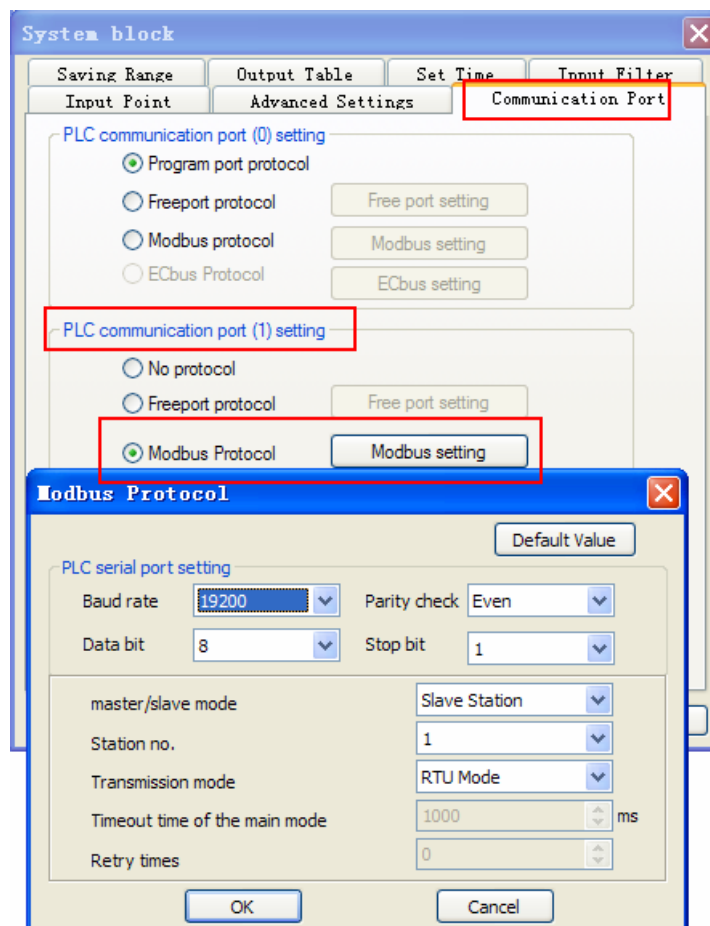 System block
Saving Range Output Table Set Time Input Filter
Input Point Advanced Settings Communication Port
PLC communication port (0) setting
Program port protocol
Freeport protocol Free port setting
Modbus protocol Modbus setting
ECbus Protocol ECbus setting
PLC communication port (1) setting
No protocol
Freeport protocol Free port setting
Modbus Protocol Modbus setting
Modbus Protocol
Default Value
PLC serial port setting
Baud rate 19200 Parity check Even
Data bit 8 Stop bit 1
master/slave mode Slave Station
Station no. 1
Transmission mode RTU Mode
Timeout time of the main mode 1000 ms
Retry times 0
OK Cancel